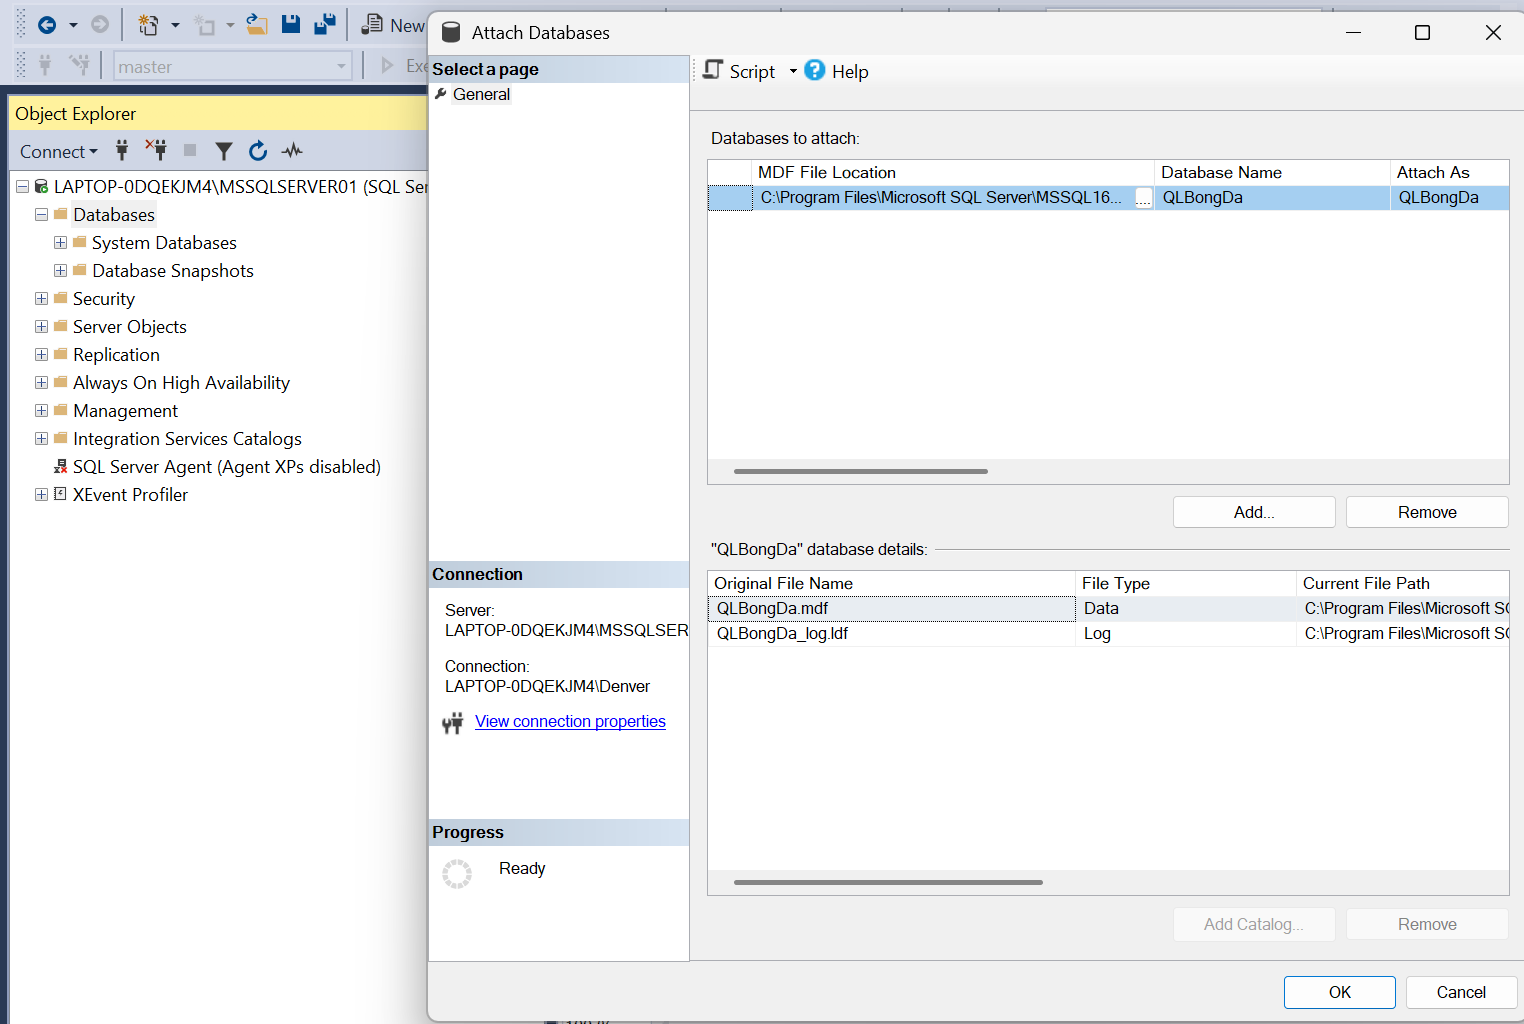 New
Attach Databases
master
Exe
Select a page
Script
Help
General
Object Explorer
Databases to attach:
Connect
MDF File Location
Database Name
Attach As
LAPTOP-0DQEKJM4\MSSQLSERVER01 (SQL Ser
C:\Program Files\Microsoft SQL Server\MSSQL16...
....
QLBongDa
QLBongDa
Databases
System Databases
Database Snapshots
Security
Server Objects
Replication
Always On High Availability
Management
Integration Services Catalogs
SQL Server Agent (Agent XPs disabled)
XEvent Profiler
Add...
Remove
"QLBongDa" database details:
Connection
Original File Name
File Type
Current File Path
Server:
QLBongDa.mdf
Data
C:\Program Files\Microsoft SQ
LAPTOP-0DQEKJM4\MSSQLSER
QLBongDa_log.ldf
Log
C:\Program Files\Microsoft SQ
Connection:
LAPTOP-0DQEKJM4\Denver
View connection properties
Progress
Ready
Add Catalog...
Remove
OK
Cancel